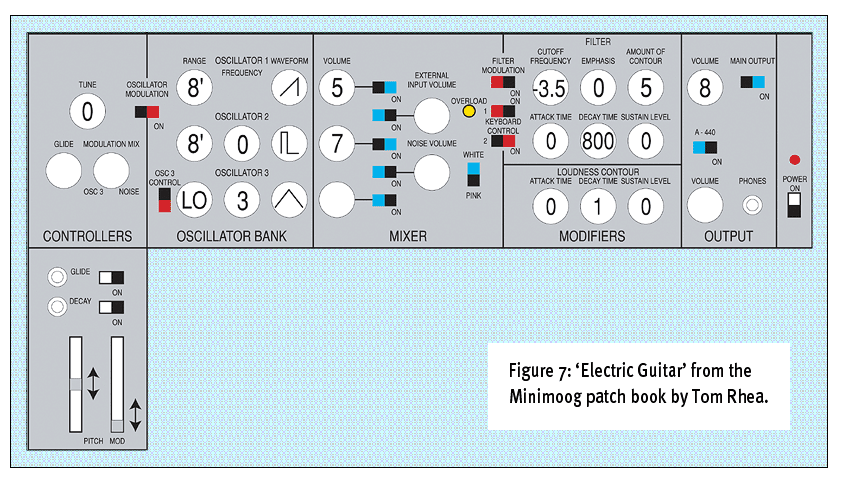 TUNE
0
OSCILLATOR
MODULATION
ON
GLIDE
MODULATION MIX
OSC 3
NOISE
CONTROLLERS
RANGE
OSCILLATOR 1
WAVEFORM
FREQUENCY
8'
OSCILLATOR 2
8'
0
OSCILLATOR 3
OSC 3
CONTROL
LO
3
OSCILLATOR BANK
VOLUME
5
ON
EXTERNAL
INPUT VOLUME
ON
OVERLOAD
7
ON
NOISE VOLUME
ON
WHITE
PINK
ON
MIXER
FILTER
FILTER
MODULATION
ON
1
ON
KEYBOARD
CONTROL
2
ON
CUTOFF
FREQUENCY
EMPHASIS
AMOUNT OF
CONTOUR
-3.5
0
5
ATTACK TIME
DECAY TIME
SUSTAIN LEVEL
0
800
0
LOUDNESS CONTOUR
ATTACK TIME
DECAY TIME
SUSTAIN LEVEL
0
1
0
MODIFIERS
VOLUME
MAIN OUTPUT
8
ON
A - 440
ON
VOLUME
PHONES
OUTPUT
POWER
ON
GLIDE
ON
DECAY
ON
PITCH
MOD
Figure 7: ‘Electric Guitar’ from the
Minimoog patch book by Tom Rhea.